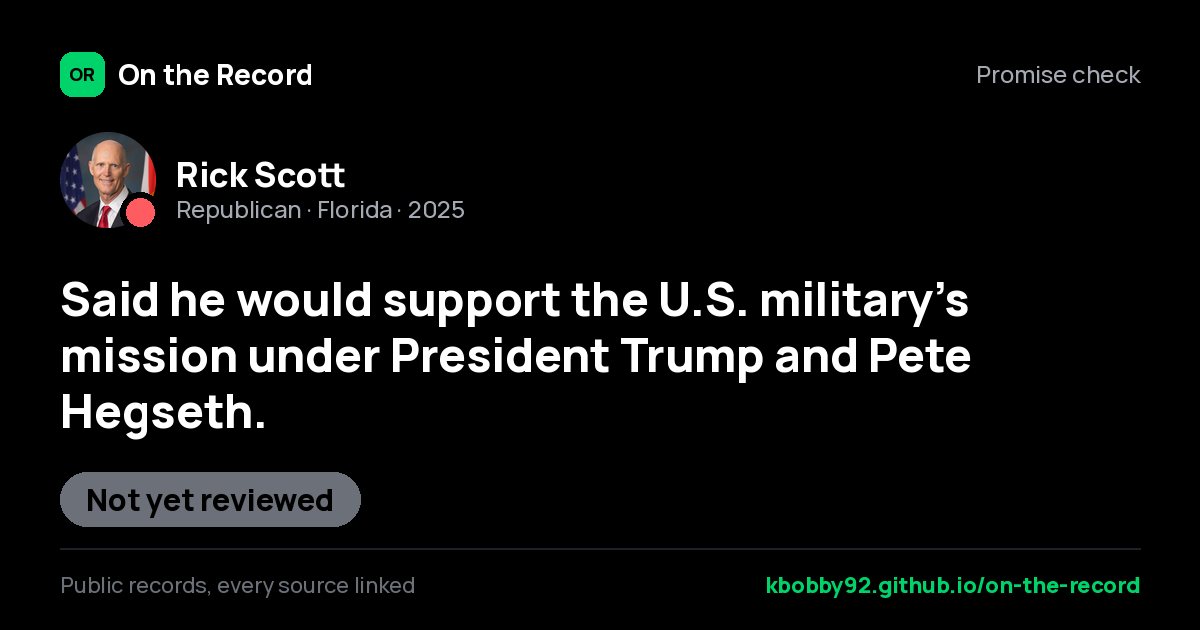 OR On the Record
Promise check
Rick Scott
Republican · Florida · 2025
Said he would support the U.S. military’s
mission under President Trump and Pete
Hegseth.
Not yet reviewed
Public records, every source linked
kbobby92.github.io/on-the-record